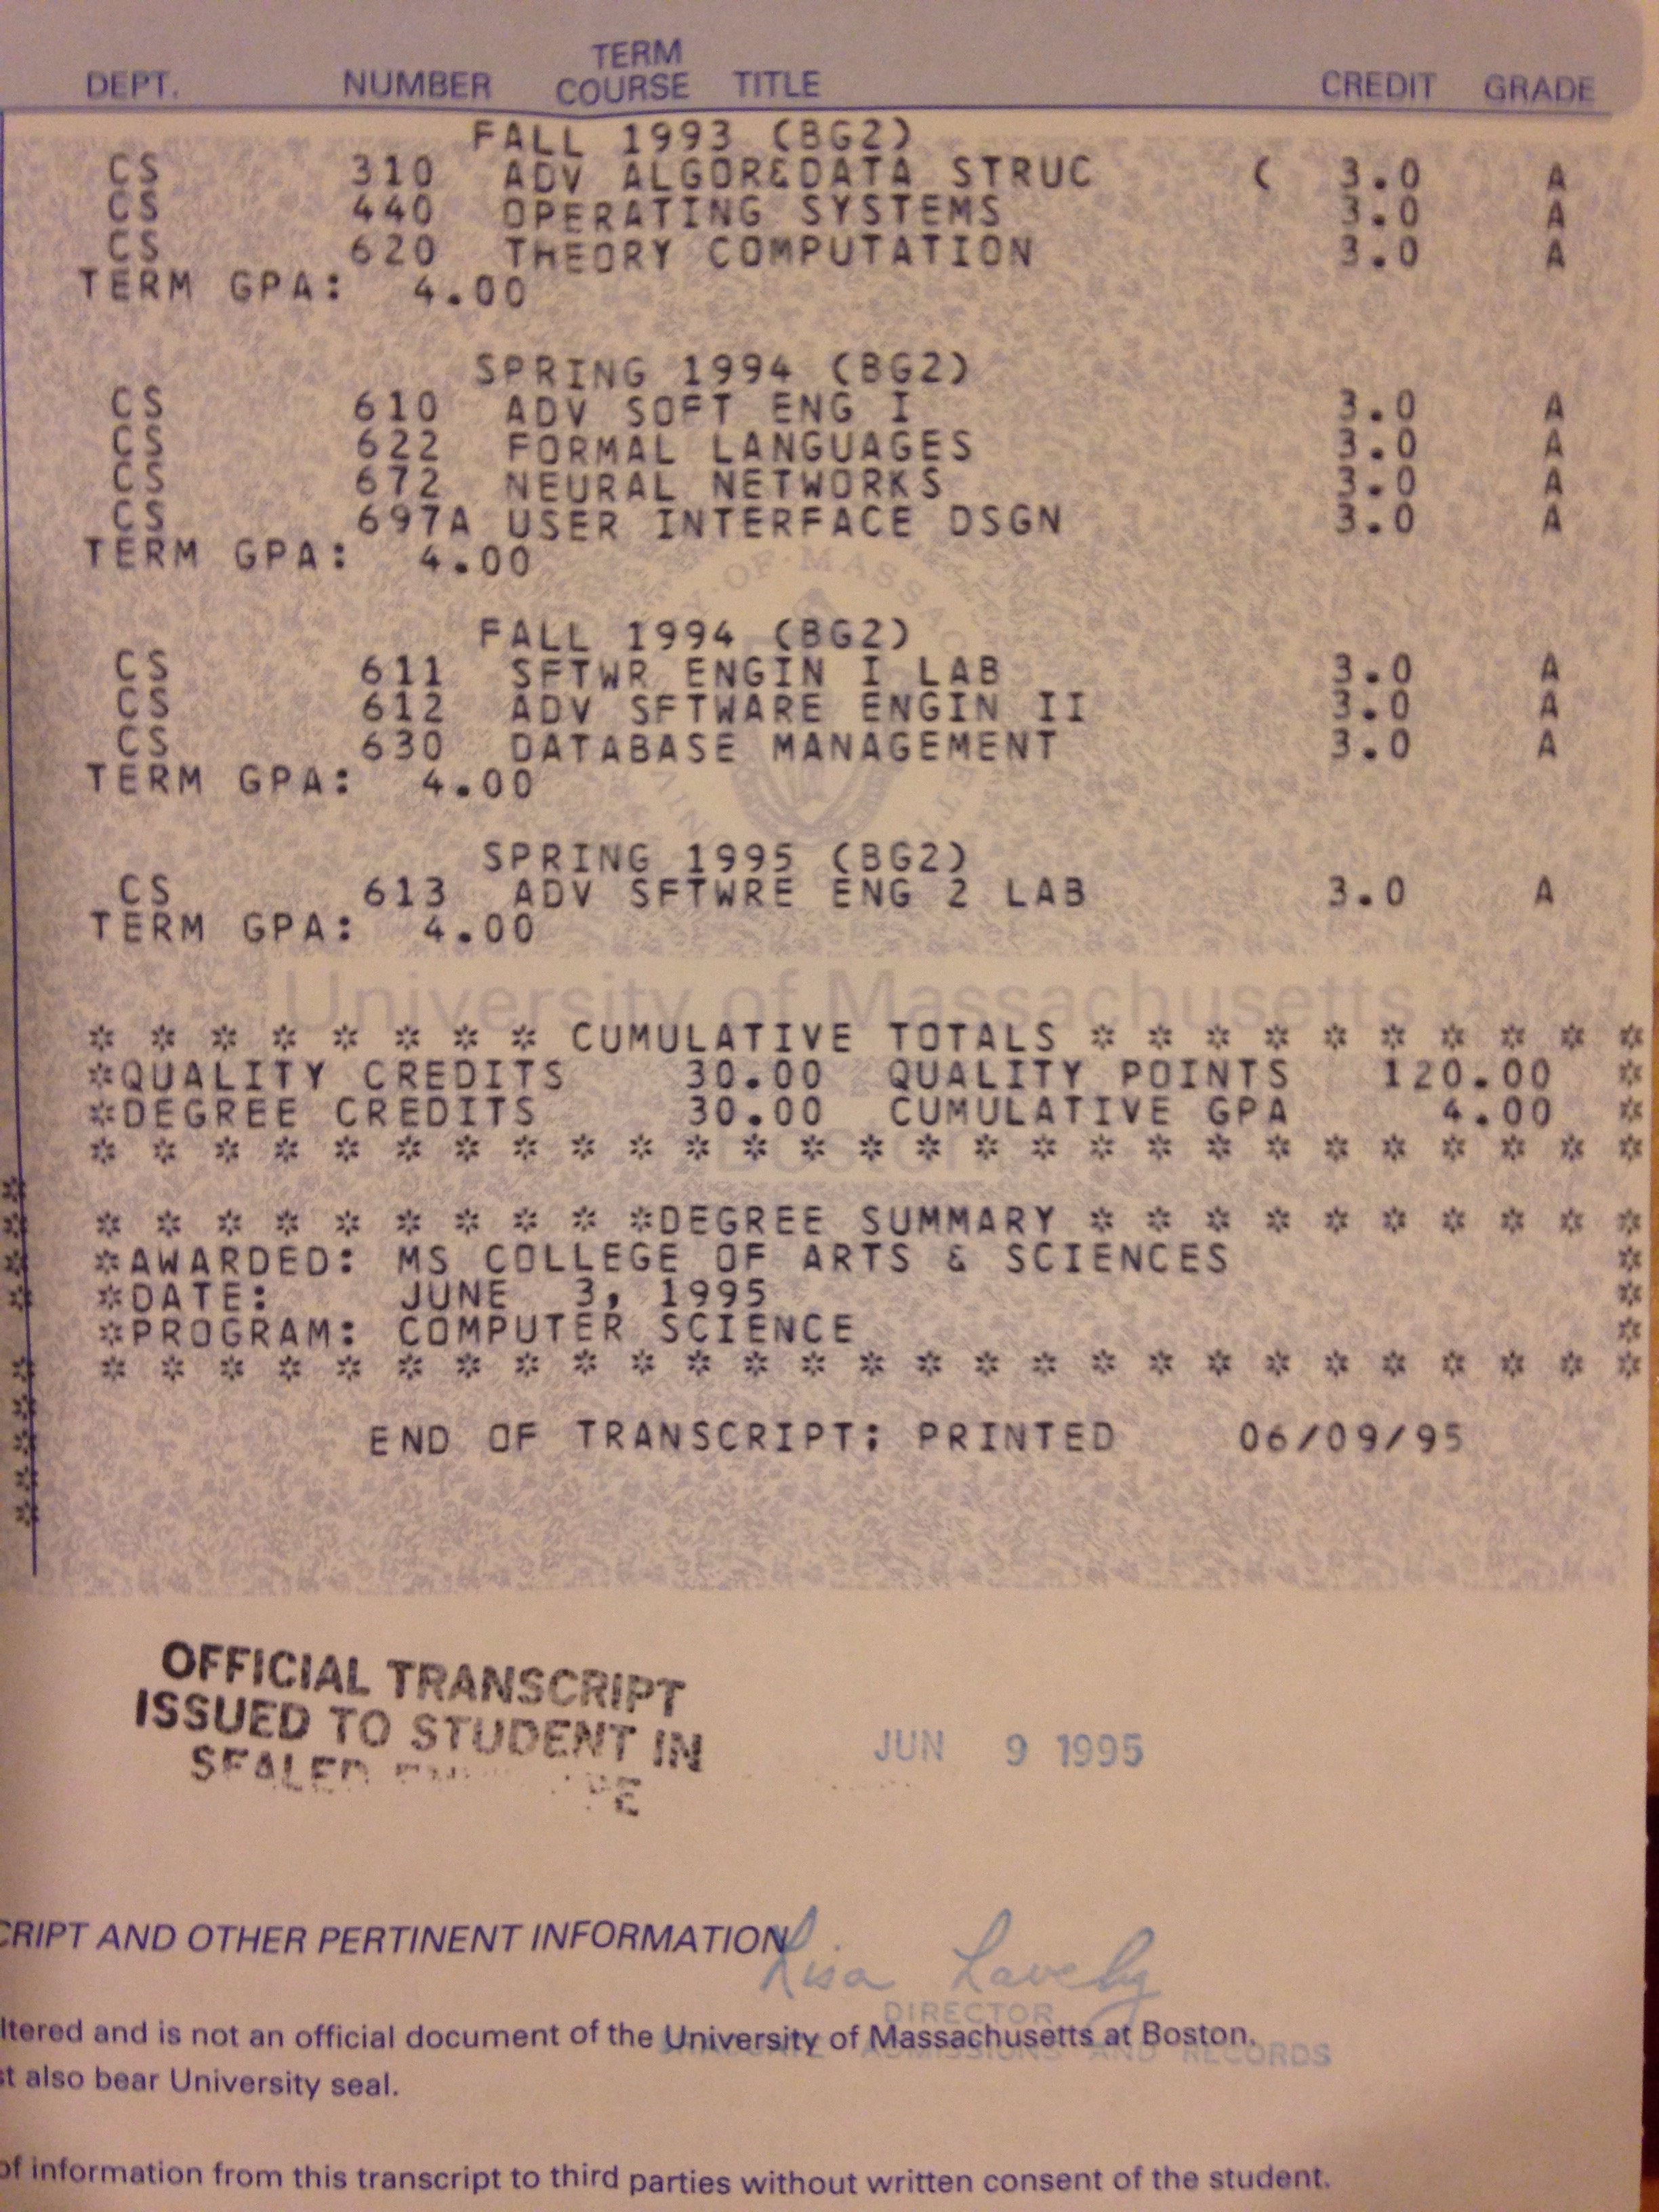 TERM
DEPT. NUMBER COURSE TITLE CREDIT GRADE
FALL 1993 (BG2)
CS 310 ADV ALGOR&DATA STRUC ( 3.0 A
CS 440 OPERATING SYSTEMS 3.0 A
CS 620 THEORY COMPUTATION 3.0 A
TERM GPA: 4.00
SPRING 1994 (BG2)
CS 610 ADV SOFT ENG I 3.0 A
CS 622 FORMAL LANGUAGES 3.0 A
CS 672 NEURAL NETWORKS 3.0 A
CS 697A USER INTERFACE DSGN 3.0 A
TERM GPA: 4.00
FALL 1994 (BG2)
CS 611 SFTWR ENGIN I LAB 3.0 A
CS 612 ADV SFTWARE ENGIN II 3.0 A
CS 630 DATABASE MANAGEMENT 3.0 A
TERM GPA: 4.00
SPRING 1995 (BG2)
CS 613 ADV SFTWRE ENG 2 LAB 3.0 A
TERM GPA: 4.00
University of Massachusetts
* * * * * * * * CUMULATIVE TOTALS * * * * * * * * * *
*QUALITY CREDITS 30.00 QUALITY POINTS 120.00 *
*DEGREE CREDITS 30.00 CUMULATIVE GPA 4.00 *
Boston
* * * * * * * * * * * * * * * * * * * * * * * * * * *
* * * * * * * * * *DEGREE SUMMARY * * * * * * * * * *
*AWARDED: MS COLLEGE OF ARTS & SCIENCES *
*DATE: JUNE 3, 1995 *
*PROGRAM: COMPUTER SCIENCE *
* * * * * * * * * * * * * * * * * * * * * * * * * * *
END OF TRANSCRIPT: PRINTED 06/09/95
OFFICIAL TRANSCRIPT
ISSUED TO STUDENT IN
SEALED
JUN 9 1995
CRIPT AND OTHER PERTINENT INFORMATION
Lisa
DIRECTOR
ltered and is not an official document of the University of Massachusetts at Boston.
ADMISSIONS AND RECORDS
st also bear University seal.
of information from this transcript to third parties without written consent of the student.